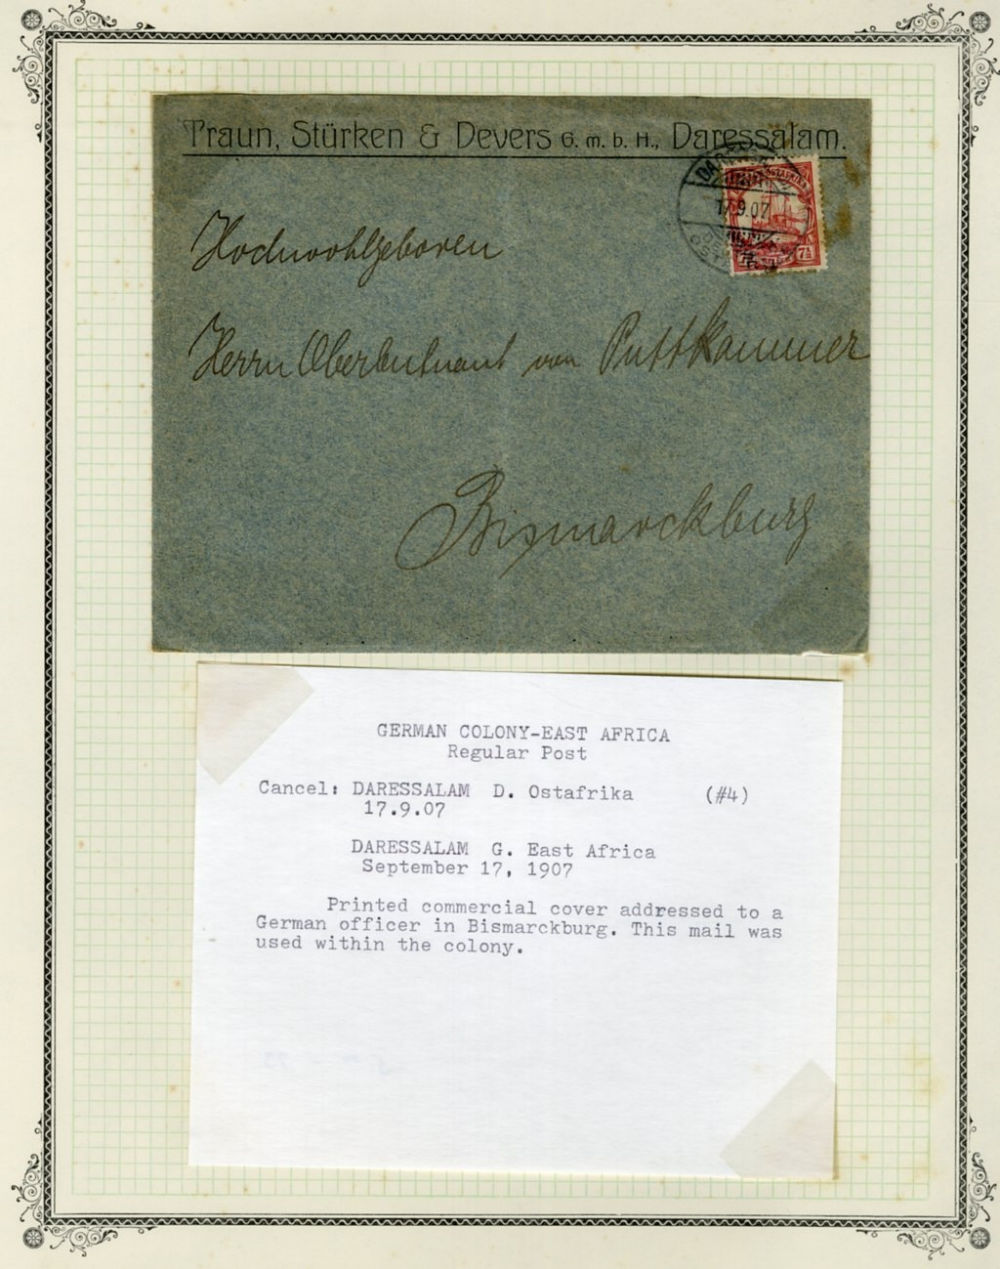 Traun, Stürken & Devers G. m. b. H., Daressalam.
17.9.07
7½
Hochwohlgeboren
Herrn Oberleutnant von Puttkammer
Bismarckburg
GERMAN COLONY-EAST AFRICA
Regular Post
Cancel: DARESSALAM D. Ostafrika (#4)
17.9.07
DARESSALAM G. East Africa
September 17, 1907
Printed commercial cover addressed to a
German officer in Bismarckburg. This mail was
used within the colony.